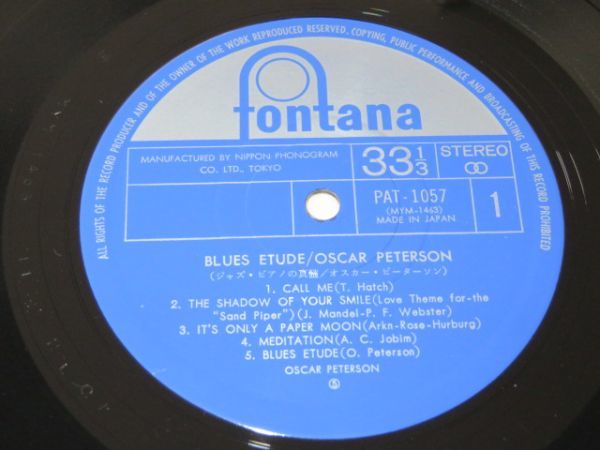 ALL RIGHTS OF THE RECORD PRODUCER AND OF THE OWNER OF THE WORK REPRODUCED RESERVED. COPYING, PUBLIC PERFORMANCE AND BROADCASTING OF THIS RECORD PROHIBITED
fontana
MANUFACTURED BY NIPPON PHONOGRAM
CO. LTD., TOKYO
33 1/3
STEREO
PAT-1057
(MYM-1463)
MADE IN JAPAN
1
BLUES ETUDE/OSCAR PETERSON
(ジャズ・ピアノの真髄/オスカー・ピーターソン)
1. CALL ME(T. Hatch)
2. THE SHADOW OF YOUR SMILE(Love Theme for-the
"Sand Piper")(J. Mandel-P. F. Webster)
3. IT'S ONLY A PAPER MOON(Arkn-Rose-Hurburg)
4. MEDITATION(A. C. Jobim)
5. BLUES ETUDE(O. Peterson)
OSCAR PETERSON
Ⓢ